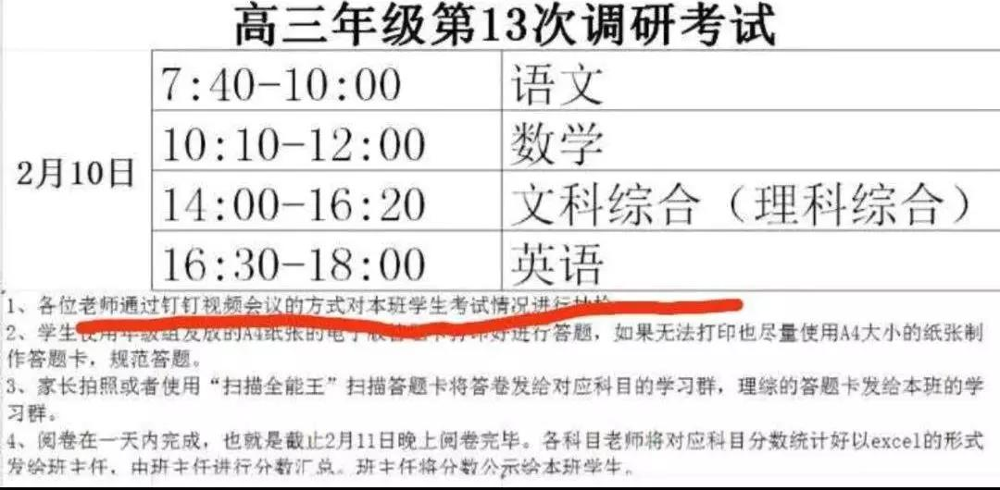 高三年级第13次调研考试
2月10日
7:40-10:00 语文
10:10-12:00 数学
14:00-16:20 文科综合（理科综合）
16:30-18:00 英语
1、各位老师通过钉钉视频会议的方式对本班学生考试情况进行抽检
2、学生使用年级组发放的A4纸张的电子版答题卡打印好进行答题，如果无法打印也尽量使用A4大小的纸张制
作答题卡，规范答题。
3、家长拍照或者使用“扫描全能王”扫描答题卡将答卷发给对应科目的学习群，理综的答题卡发给本班的学
习群。
4、阅卷在一天内完成，也就是截止2月11日晚上阅卷完毕。各科目老师将对应科目分数统计好以excel的形式
发给班主任，由班主任进行分数汇总。班主任将分数公示给本班学生。